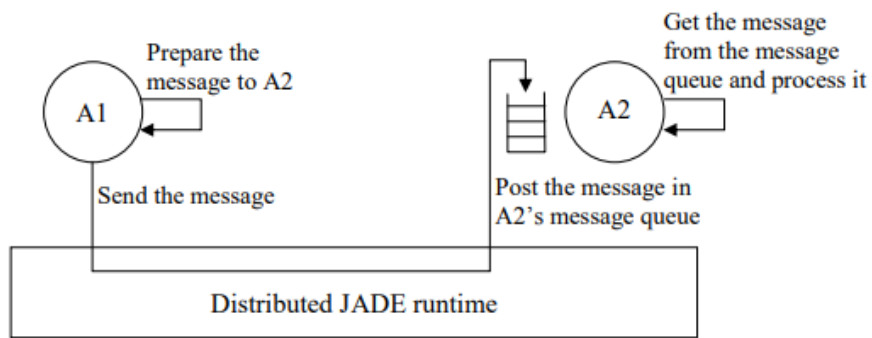 Prepare the
message to A2
A1
Send the message
Get the message
from the message
queue and process it
A2
Post the message in
A2's message queue
Distributed JADE runtime